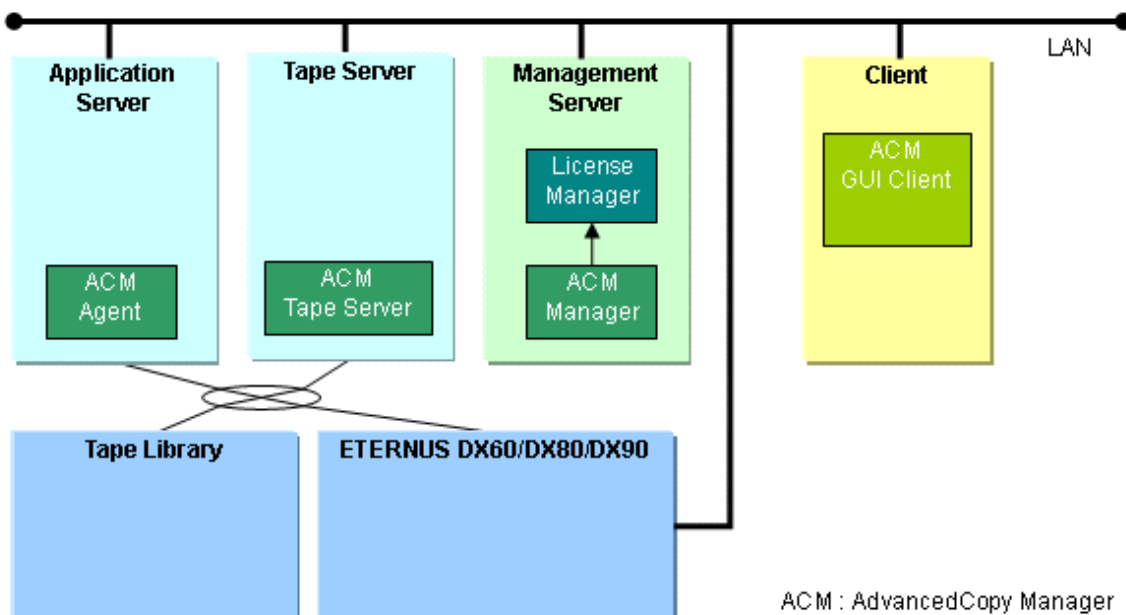 LAN
Application
Server
Tape Server
Management
Server
Client
License
Manager
ACM
GUI Client
ACM
Agent
ACM
Tape Server
ACM
Manager
Tape Library
ETERNUS DX60/DX80/DX90
ACM : AdvancedCopy Manager